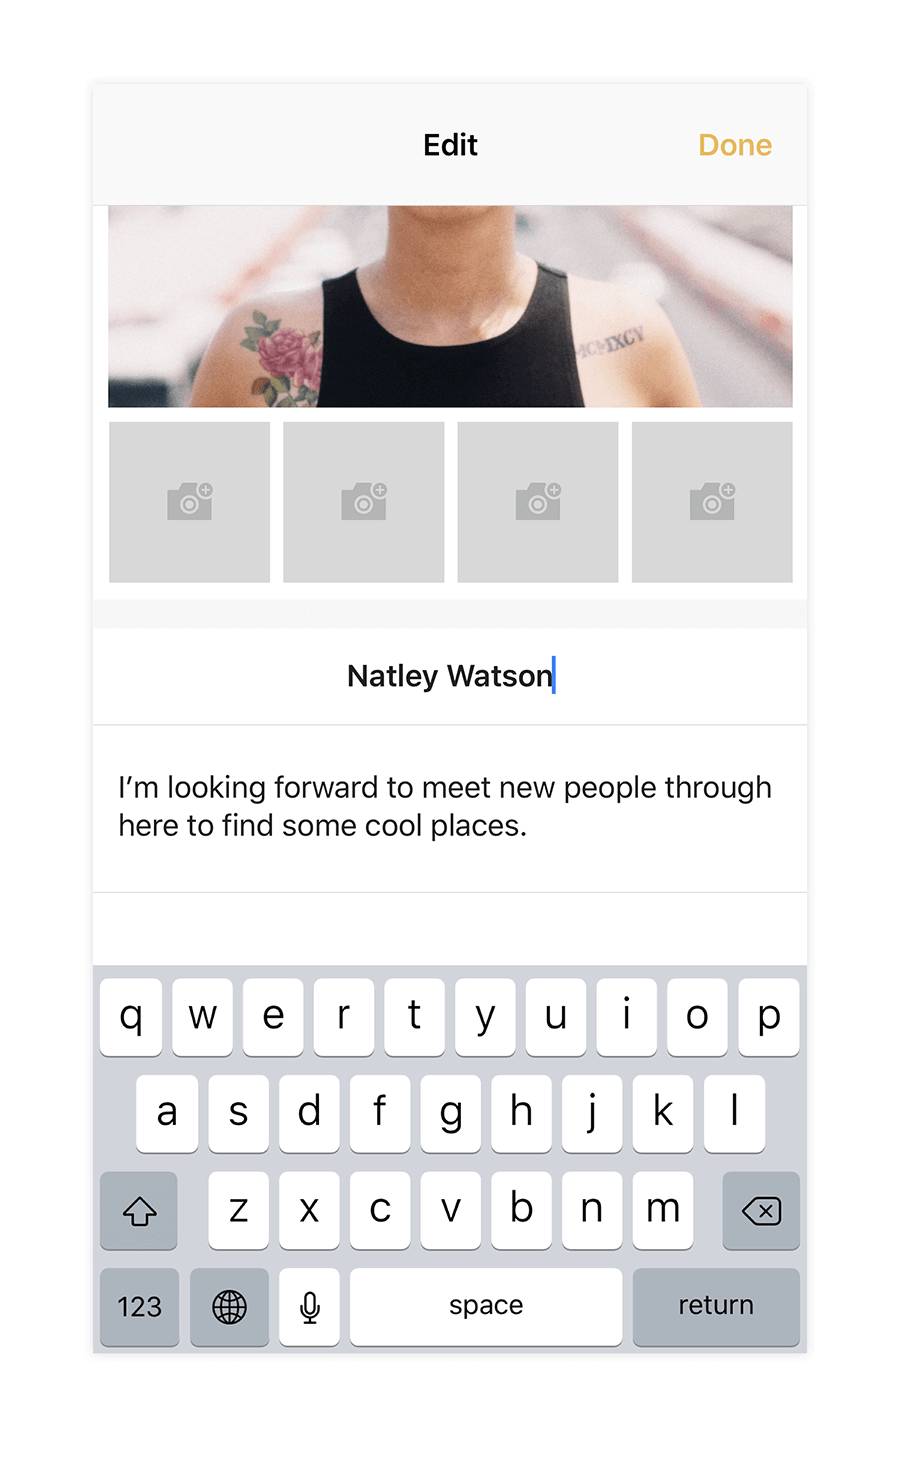 Edit
Done
MCMXCV
Natley Watson
I’m looking forward to meet new people through
here to find some cool places.
q w e r t y u i o p
a s d f g h j k l
z x c v b n m
123
space
return